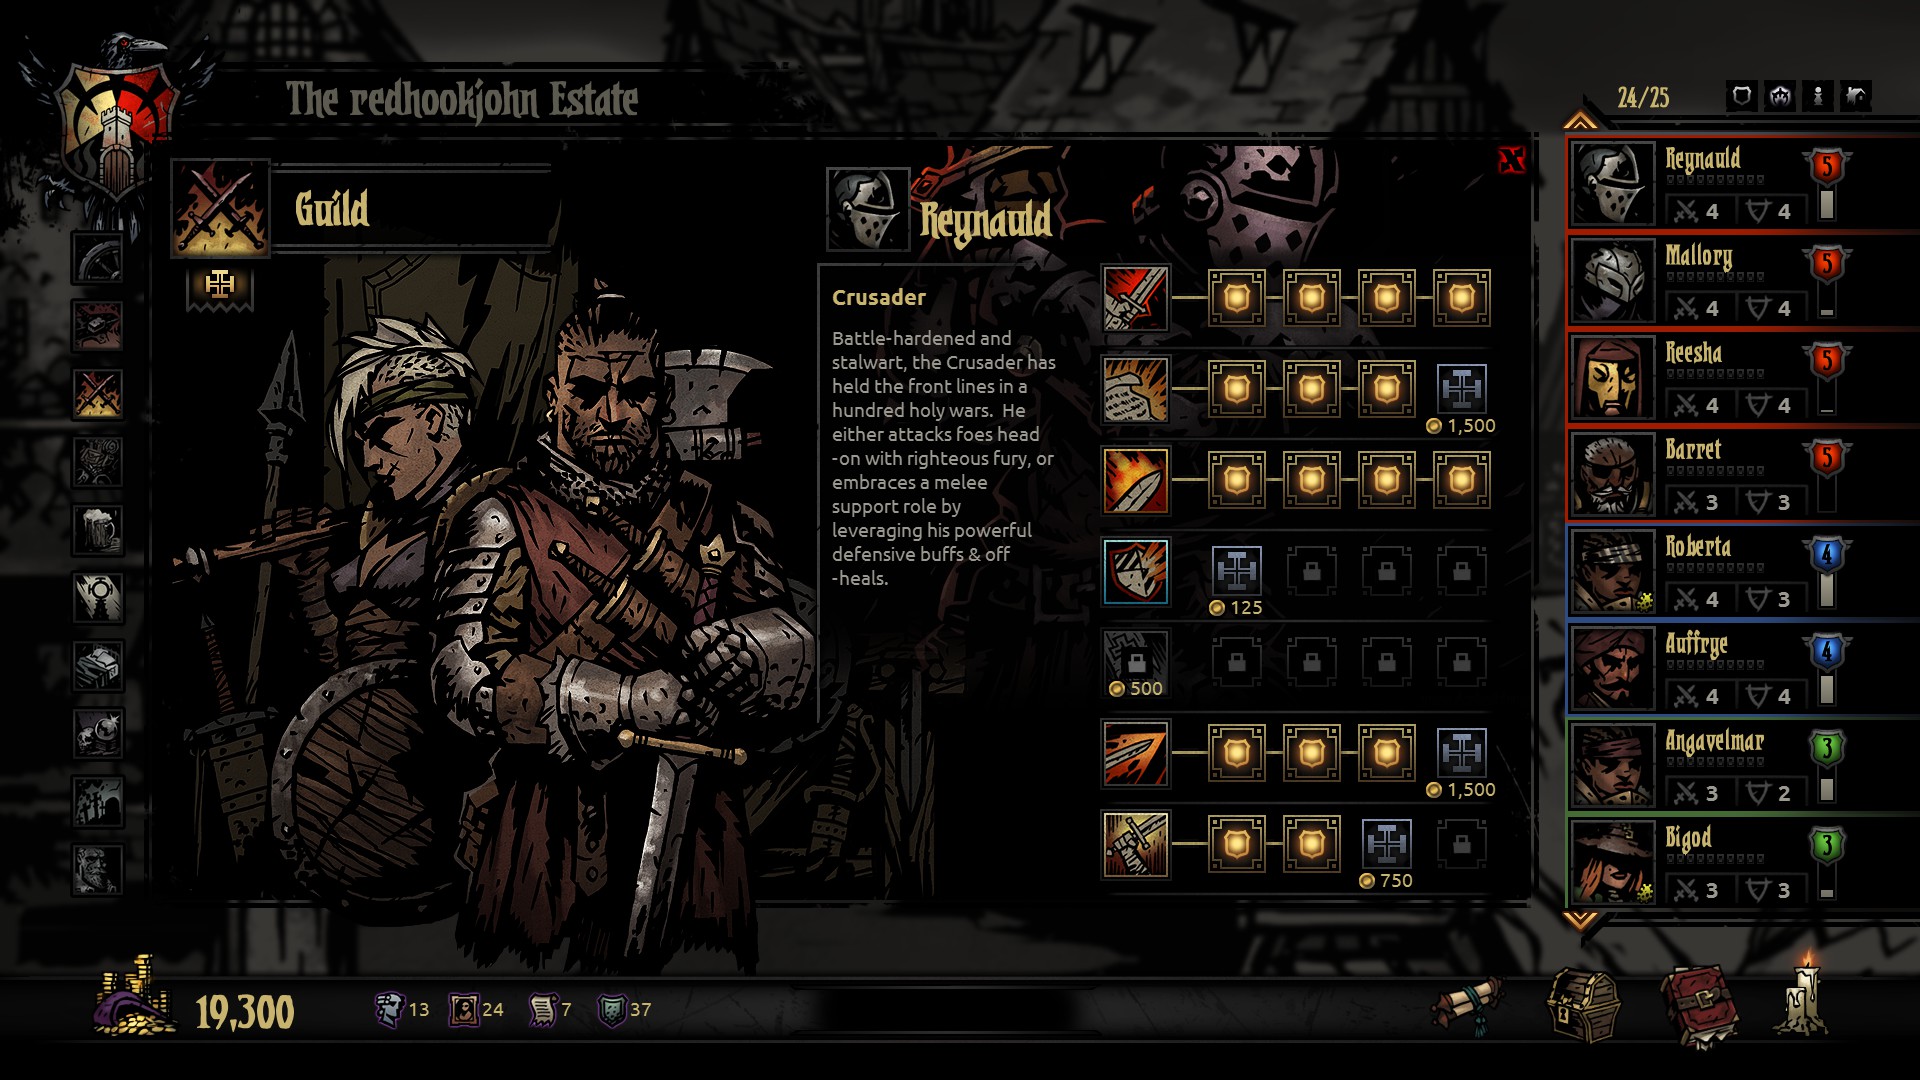 The redhookjohn Estate
24/25
Guild
Reynauld
Crusader
Battle-hardened and
stalwart, the Crusader has
held the front lines in a
hundred holy wars.  He
either attacks foes head
-on with righteous fury, or
embraces a melee
support role by
leveraging his powerful
defensive buffs & off
-heals.
1,500
125
500
1,500
750
Reynauld
5
4 4
Mallory
5
4 4
Reesha
5
4 4
Barret
5
3 3
Roberta
4
4 3
Auffrye
4
4 4
Angavelmar
3
3 2
Bigod
3
3 3
19,300
13 24 7 37